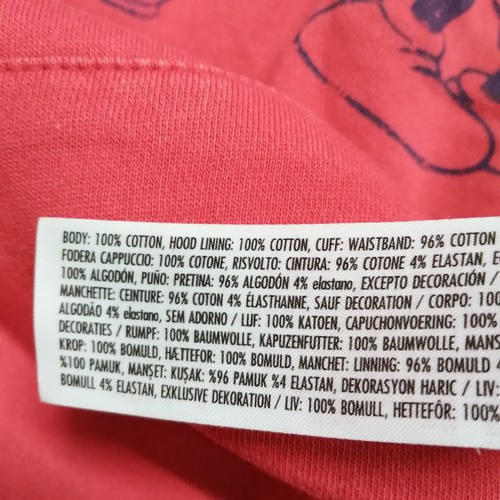 BODY: 100% COTTON, HOOD LINING: 100% COTTON, CUFF: WAISTBAND: 96% COTTON
FODERA CAPPUCCIO: 100% COTONE, RISVOLTO: CINTURA: 96% COTONE 4% ELASTAN,
100% ALGODÓN, PUÑO: PRETINA: 96% ALGODÓN 4% elastano, EXCEPTO DECORACIÓN /
MANCHETTE: CEINTURE: 96% COTON 4% ÉLASTHANNE, SAUF DECORATION / CORPO: 100%
ALGODÃO 4% elastano, SEM ADORNO / LIJF: 100% KATOEN, CAPUCHONVOERING: 100%
DECORATIES / RUMPF: 100% BAUMWOLLE, KAPUZENFUTTER: 100% BAUMWOLLE, MANS
KROP: 100% BOMULD, HÆTTEFOR: 100% BOMULD, MANCHET: LINNING: 96% BOMULD 4
%100 PAMUK, MANŞET: KUŞAK: %96 PAMUK %4 ELASTAN, DEKORASYON HARIC / LIV:
BOMULL 4% ELASTAN, EXKLUSIVE DEKORATION / LIV: 100% BOMULL, HETTEFÔR: 100%